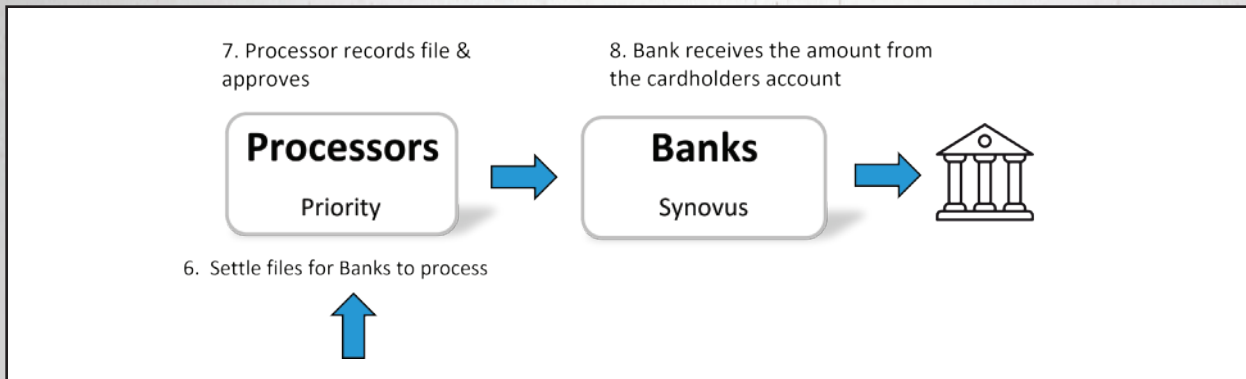 7. Processor records file &
approves
8. Bank receives the amount from
the cardholders account
Processors
Priority
Banks
Synovus
6. Settle files for Banks to process